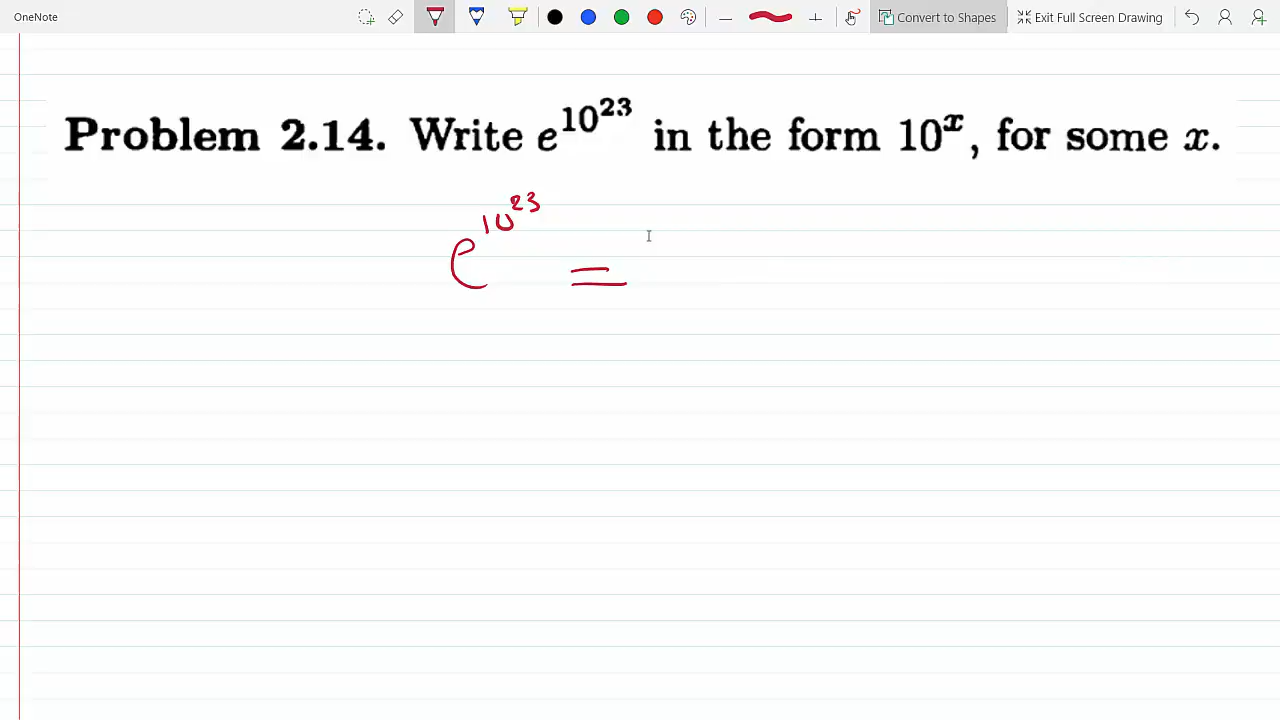 OneNote
Convert to Shapes
Exit Full Screen Drawing
Problem 2.14. Write e^{10^{23}} in the form 10^x, for some x.
e^{10^{23}} =